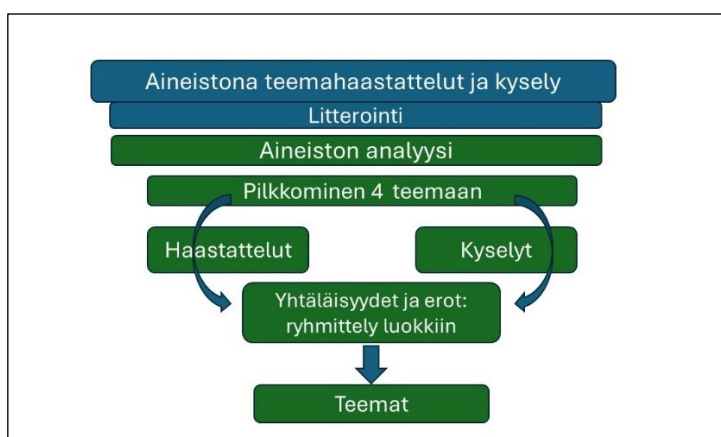 Aineistona teemahaastattelut ja kysely
Litterointi
Aineiston analyysi
Pilkkominen 4 teemaan
Haastattelut
Kyselyt
Yhtäläisyydet ja erot:
ryhmittely luokkiin
Teemat